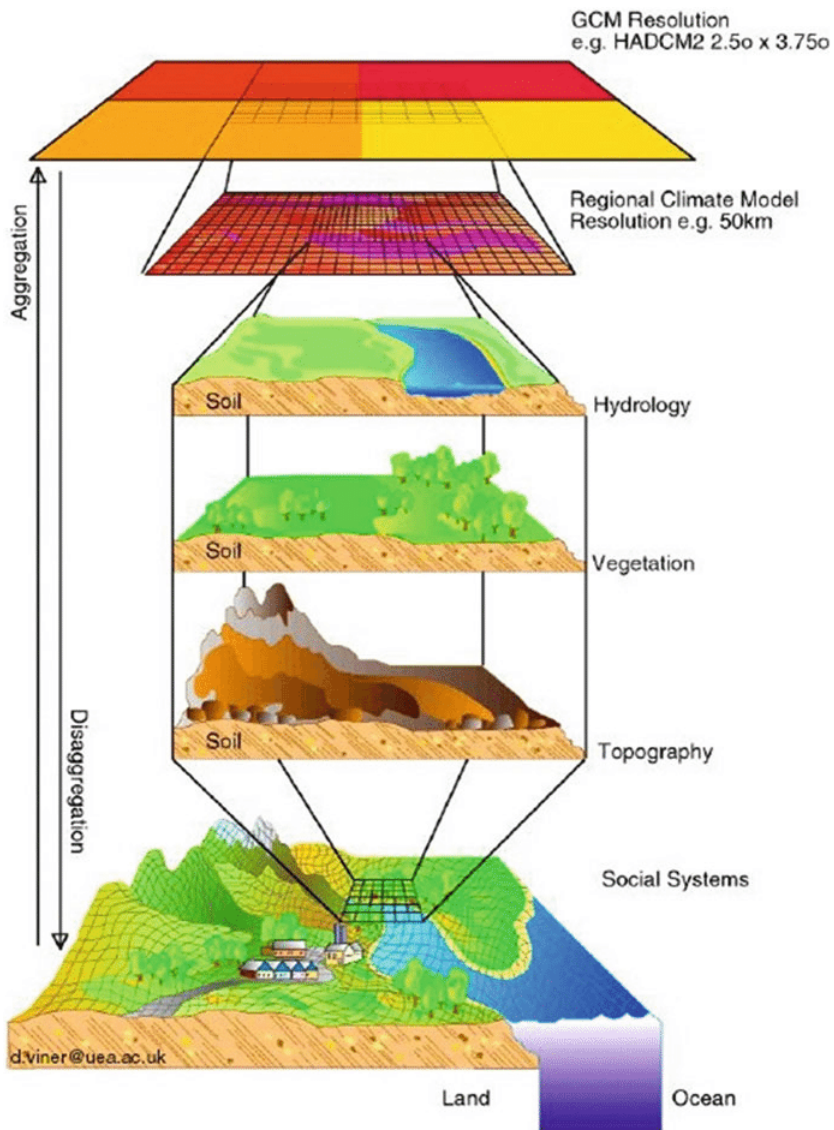 GCM Resolution
e.g. HADCM2 2.5o x 3.75o
Regional Climate Model
Resolution e.g. 50km
Aggregation
Soil
Hydrology
Soil
Vegetation
Soil
Topography
Disaggregation
Social Systems
d.viner@uea.ac.uk
Land
Ocean